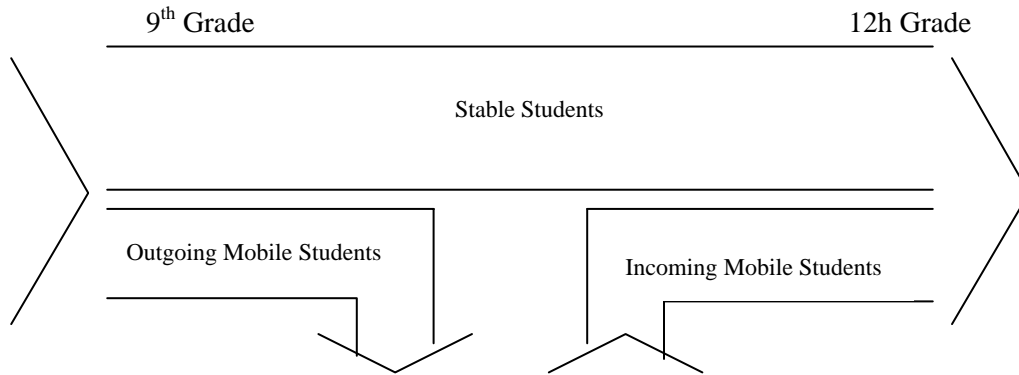 9th Grade
12h Grade
Stable Students
Outgoing Mobile Students
Incoming Mobile Students